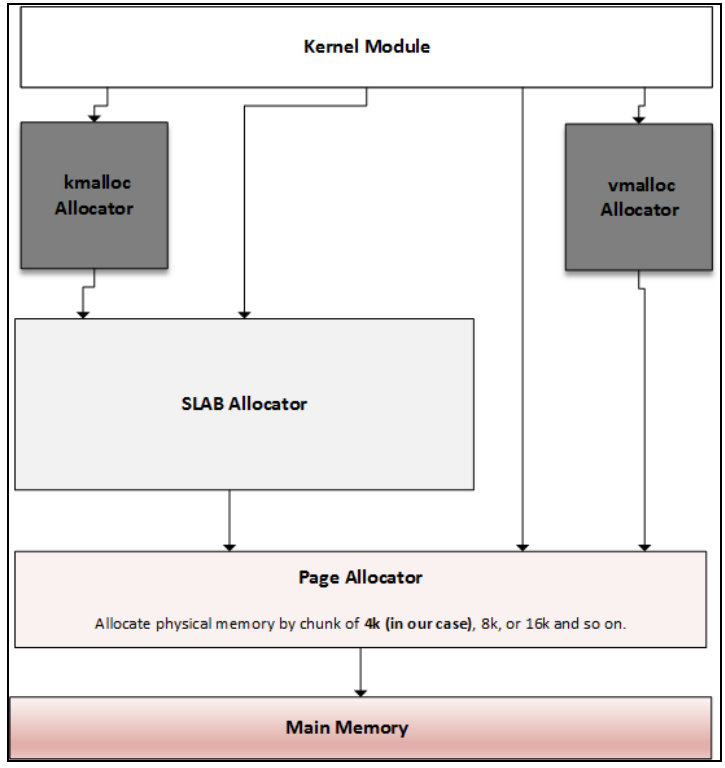 Kernel Module
kmalloc
Allocator
vmalloc
Allocator
SLAB Allocator
Page Allocator
Allocate physical memory by chunk of 4k (in our case), 8k, or 16k and so on.
Main Memory